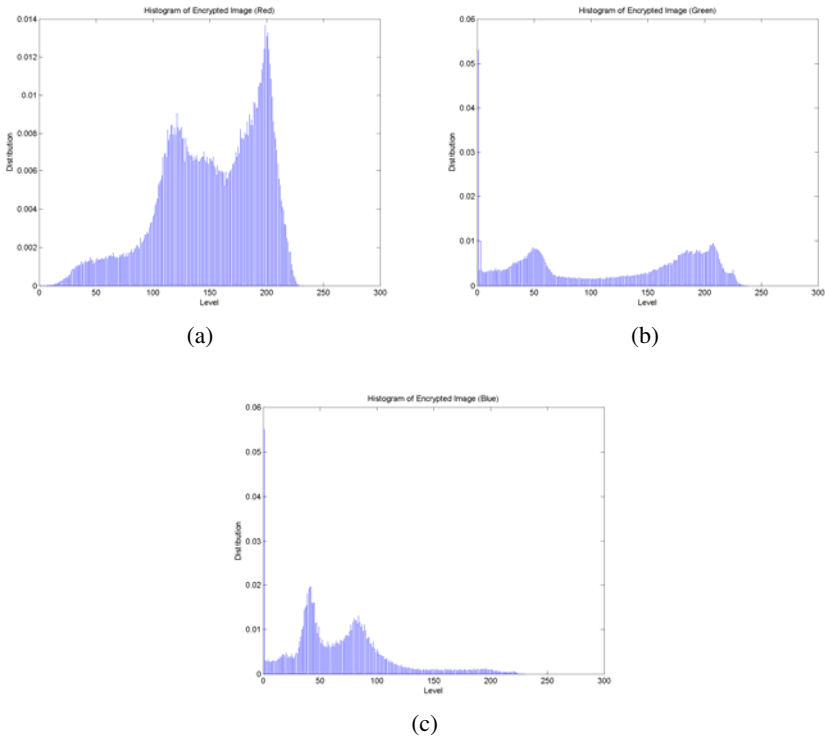 Histogram of Encrypted Image (Red)
0.014
0.012
0.01
0.008
0.006
0.004
0.002
0
Distribution
0 50 100 150 200 250 300
Level
(a)
Histogram of Encrypted Image (Green)
0.06
0.05
0.04
0.03
0.02
0.01
0
Distribution
0 50 100 150 200 250 300
Level
(b)
Histogram of Encrypted Image (Blue)
0.06
0.05
0.04
0.03
0.02
0.01
0
Distribution
0 50 100 150 200 250 300
Level
(c)